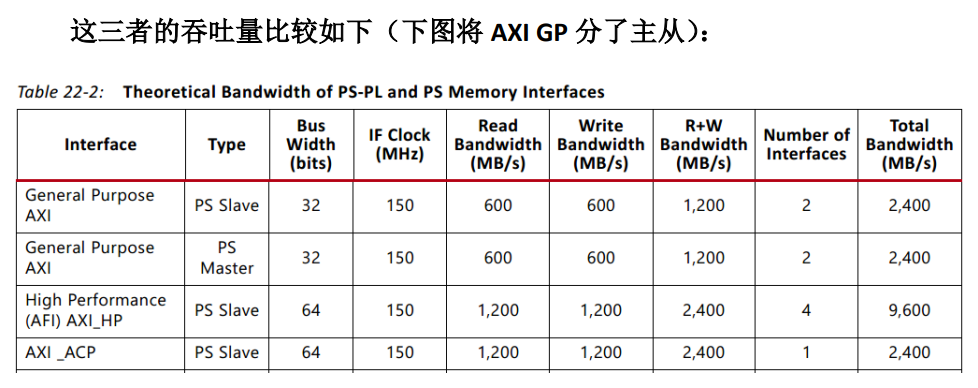 这三者的吞吐量比较如下（下图将 AXI GP 分了主从）：
Table 22-2: Theoretical Bandwidth of PS-PL and PS Memory Interfaces
Interface Type Bus Width (bits) IF Clock (MHz) Read Bandwidth (MB/s) Write Bandwidth (MB/s) R+W Bandwidth (MB/s) Number of Interfaces Total Bandwidth (MB/s)
General Purpose AXI PS Slave 32 150 600 600 1,200 2 2,400
General Purpose AXI PS Master 32 150 600 600 1,200 2 2,400
High Performance (AFI) AXI_HP PS Slave 64 150 1,200 1,200 2,400 4 9,600
AXI _ACP PS Slave 64 150 1,200 1,200 2,400 1 2,400